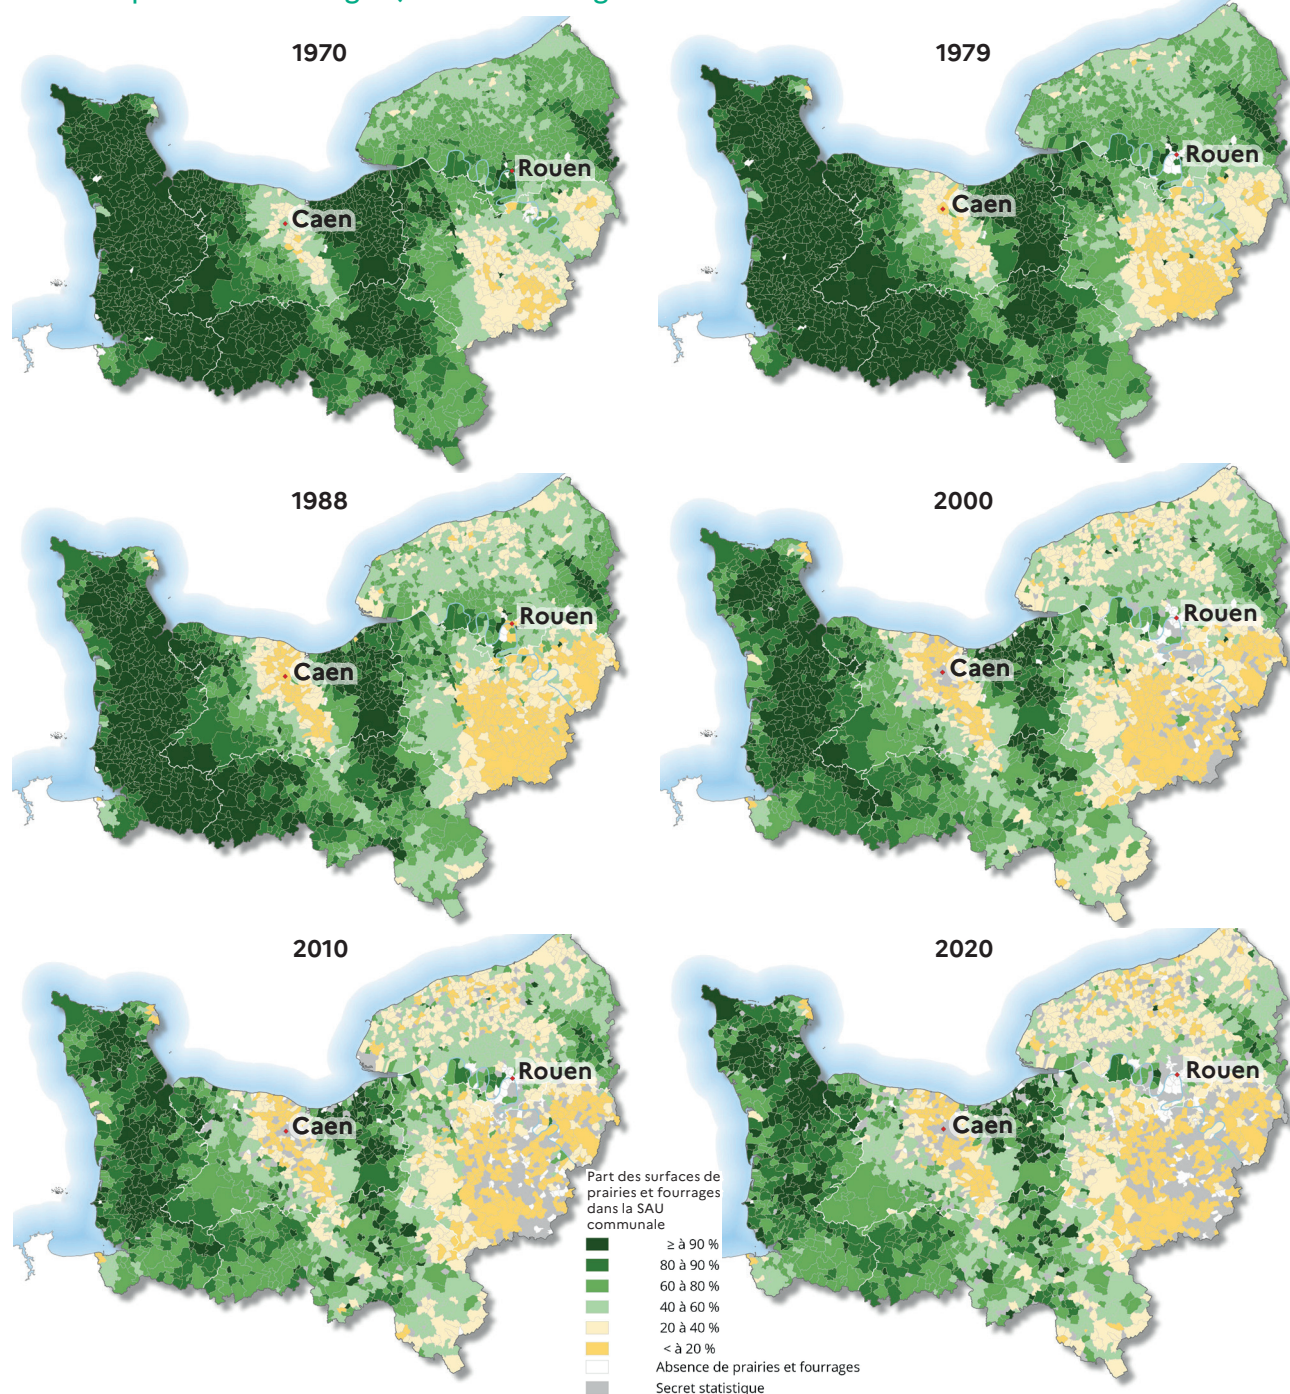 1970
1979
Rouen
Rouen
Caen
Caen
1988
2000
Rouen
Rouen
Caen
Caen
2010
2020
Rouen
Rouen
Caen
Caen
Part des surfaces de
prairies et fourrages
dans la SAU
communale
≥ à 90 %
80 à 90 %
60 à 80 %
40 à 60 %
20 à 40 %
< à 20 %
Absence de prairies et fourrages
Secret statistique